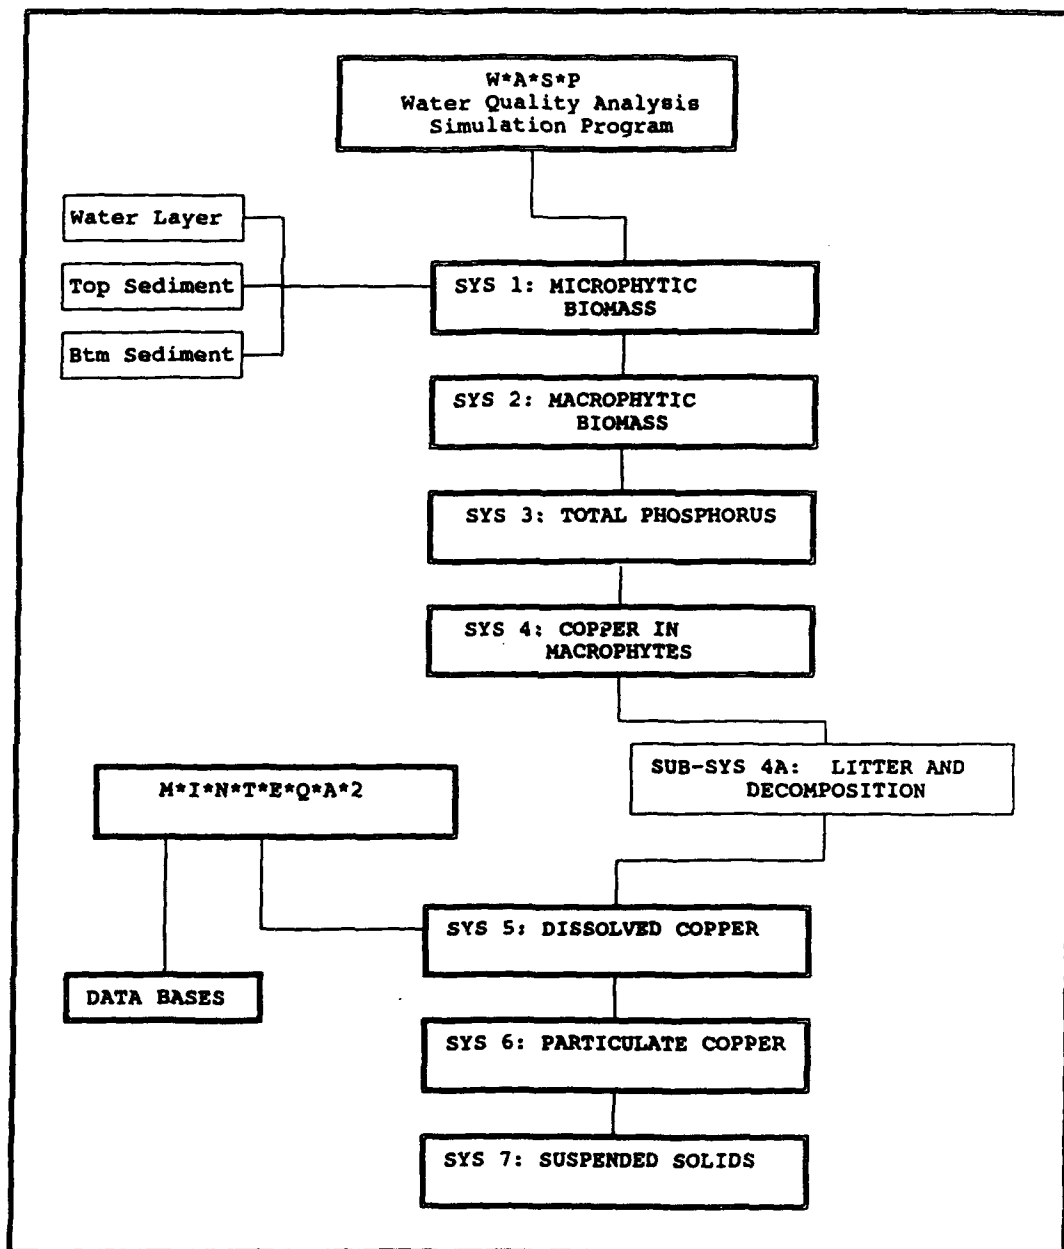 W*A*S*P
Water Quality Analysis
Simulation Program
Water Layer
Top Sediment
Btm Sediment
SYS 1: MICROPHYTIC
BIOMASS
SYS 2: MACROPHYTIC
BIOMASS
SYS 3: TOTAL PHOSPHORUS
SYS 4: COPPER IN
MACROPHYTES
SUB-SYS 4A: LITTER AND
DECOMPOSITION
M*I*N*T*E*Q*A*2
DATA BASES
SYS 5: DISSOLVED COPPER
SYS 6: PARTICULATE COPPER
SYS 7: SUSPENDED SOLIDS